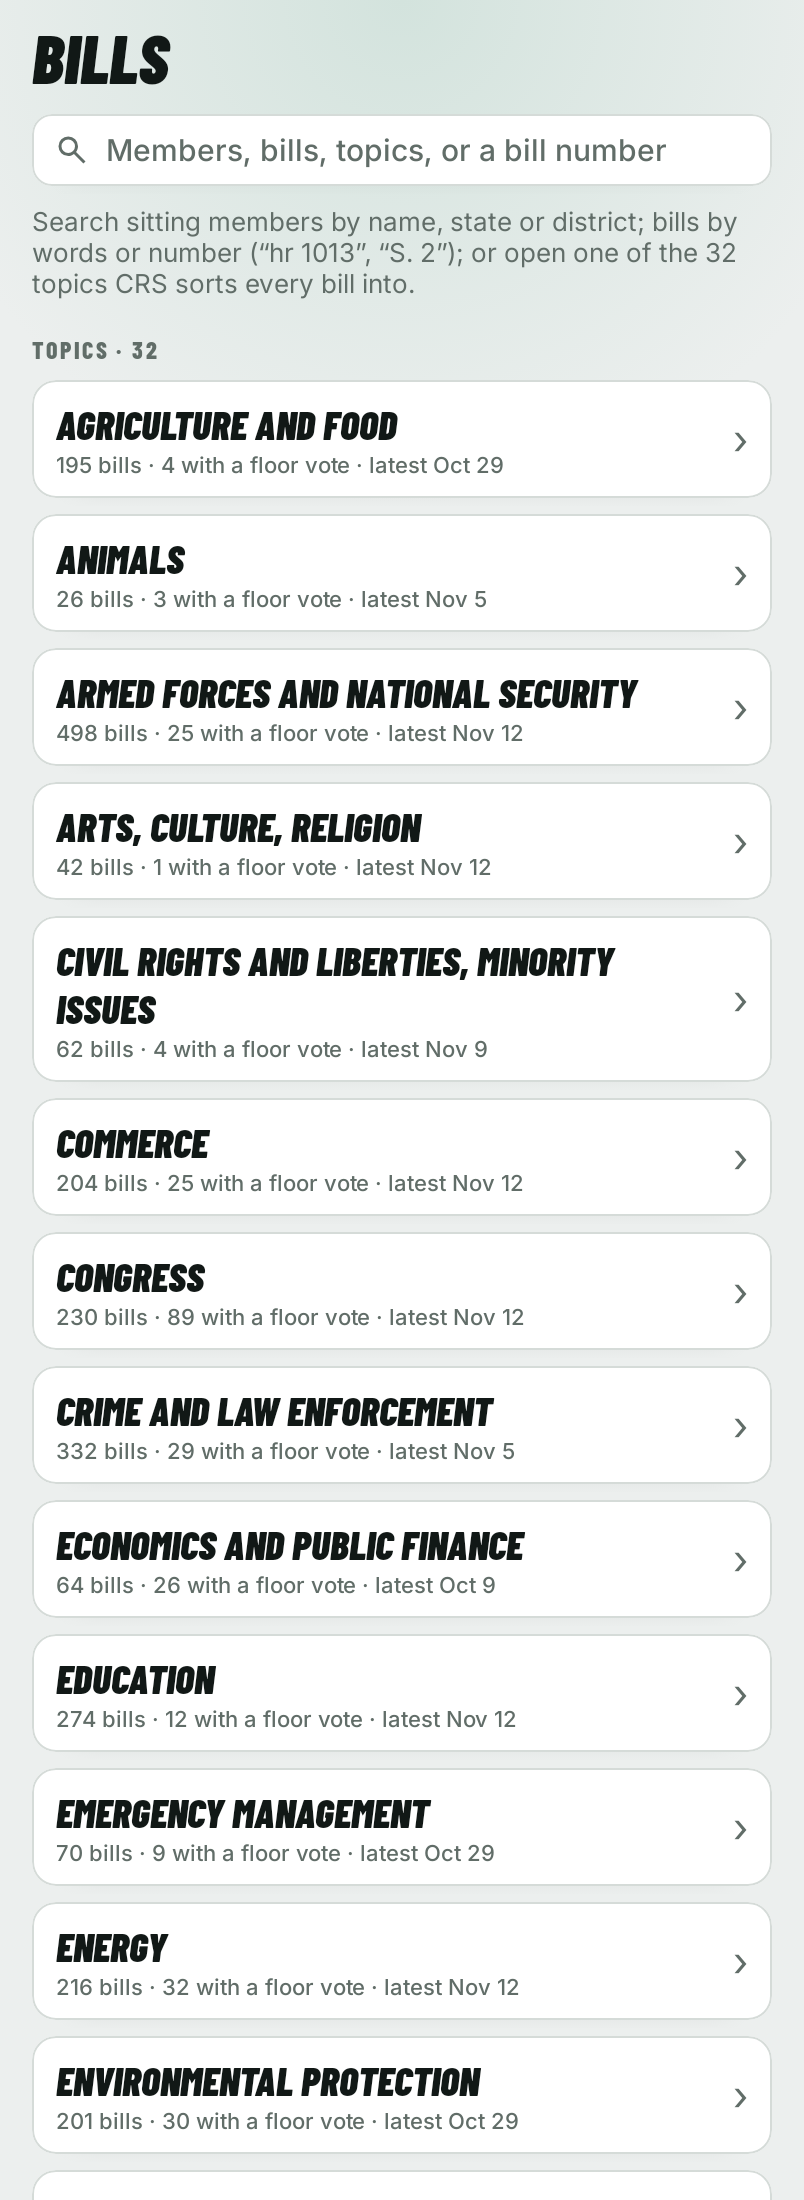 BILLS
Members, bills, topics, or a bill number
Search sitting members by name, state or district; bills by
words or number (“hr 1013”, “S. 2”); or open one of the 32
topics CRS sorts every bill into.
TOPICS · 32
AGRICULTURE AND FOOD
195 bills · 4 with a floor vote · latest Oct 29
ANIMALS
26 bills · 3 with a floor vote · latest Nov 5
ARMED FORCES AND NATIONAL SECURITY
498 bills · 25 with a floor vote · latest Nov 12
ARTS, CULTURE, RELIGION
42 bills · 1 with a floor vote · latest Nov 12
CIVIL RIGHTS AND LIBERTIES, MINORITY
ISSUES
62 bills · 4 with a floor vote · latest Nov 9
COMMERCE
204 bills · 25 with a floor vote · latest Nov 12
CONGRESS
230 bills · 89 with a floor vote · latest Nov 12
CRIME AND LAW ENFORCEMENT
332 bills · 29 with a floor vote · latest Nov 5
ECONOMICS AND PUBLIC FINANCE
64 bills · 26 with a floor vote · latest Oct 9
EDUCATION
274 bills · 12 with a floor vote · latest Nov 12
EMERGENCY MANAGEMENT
70 bills · 9 with a floor vote · latest Oct 29
ENERGY
216 bills · 32 with a floor vote · latest Nov 12
ENVIRONMENTAL PROTECTION
201 bills · 30 with a floor vote · latest Oct 29